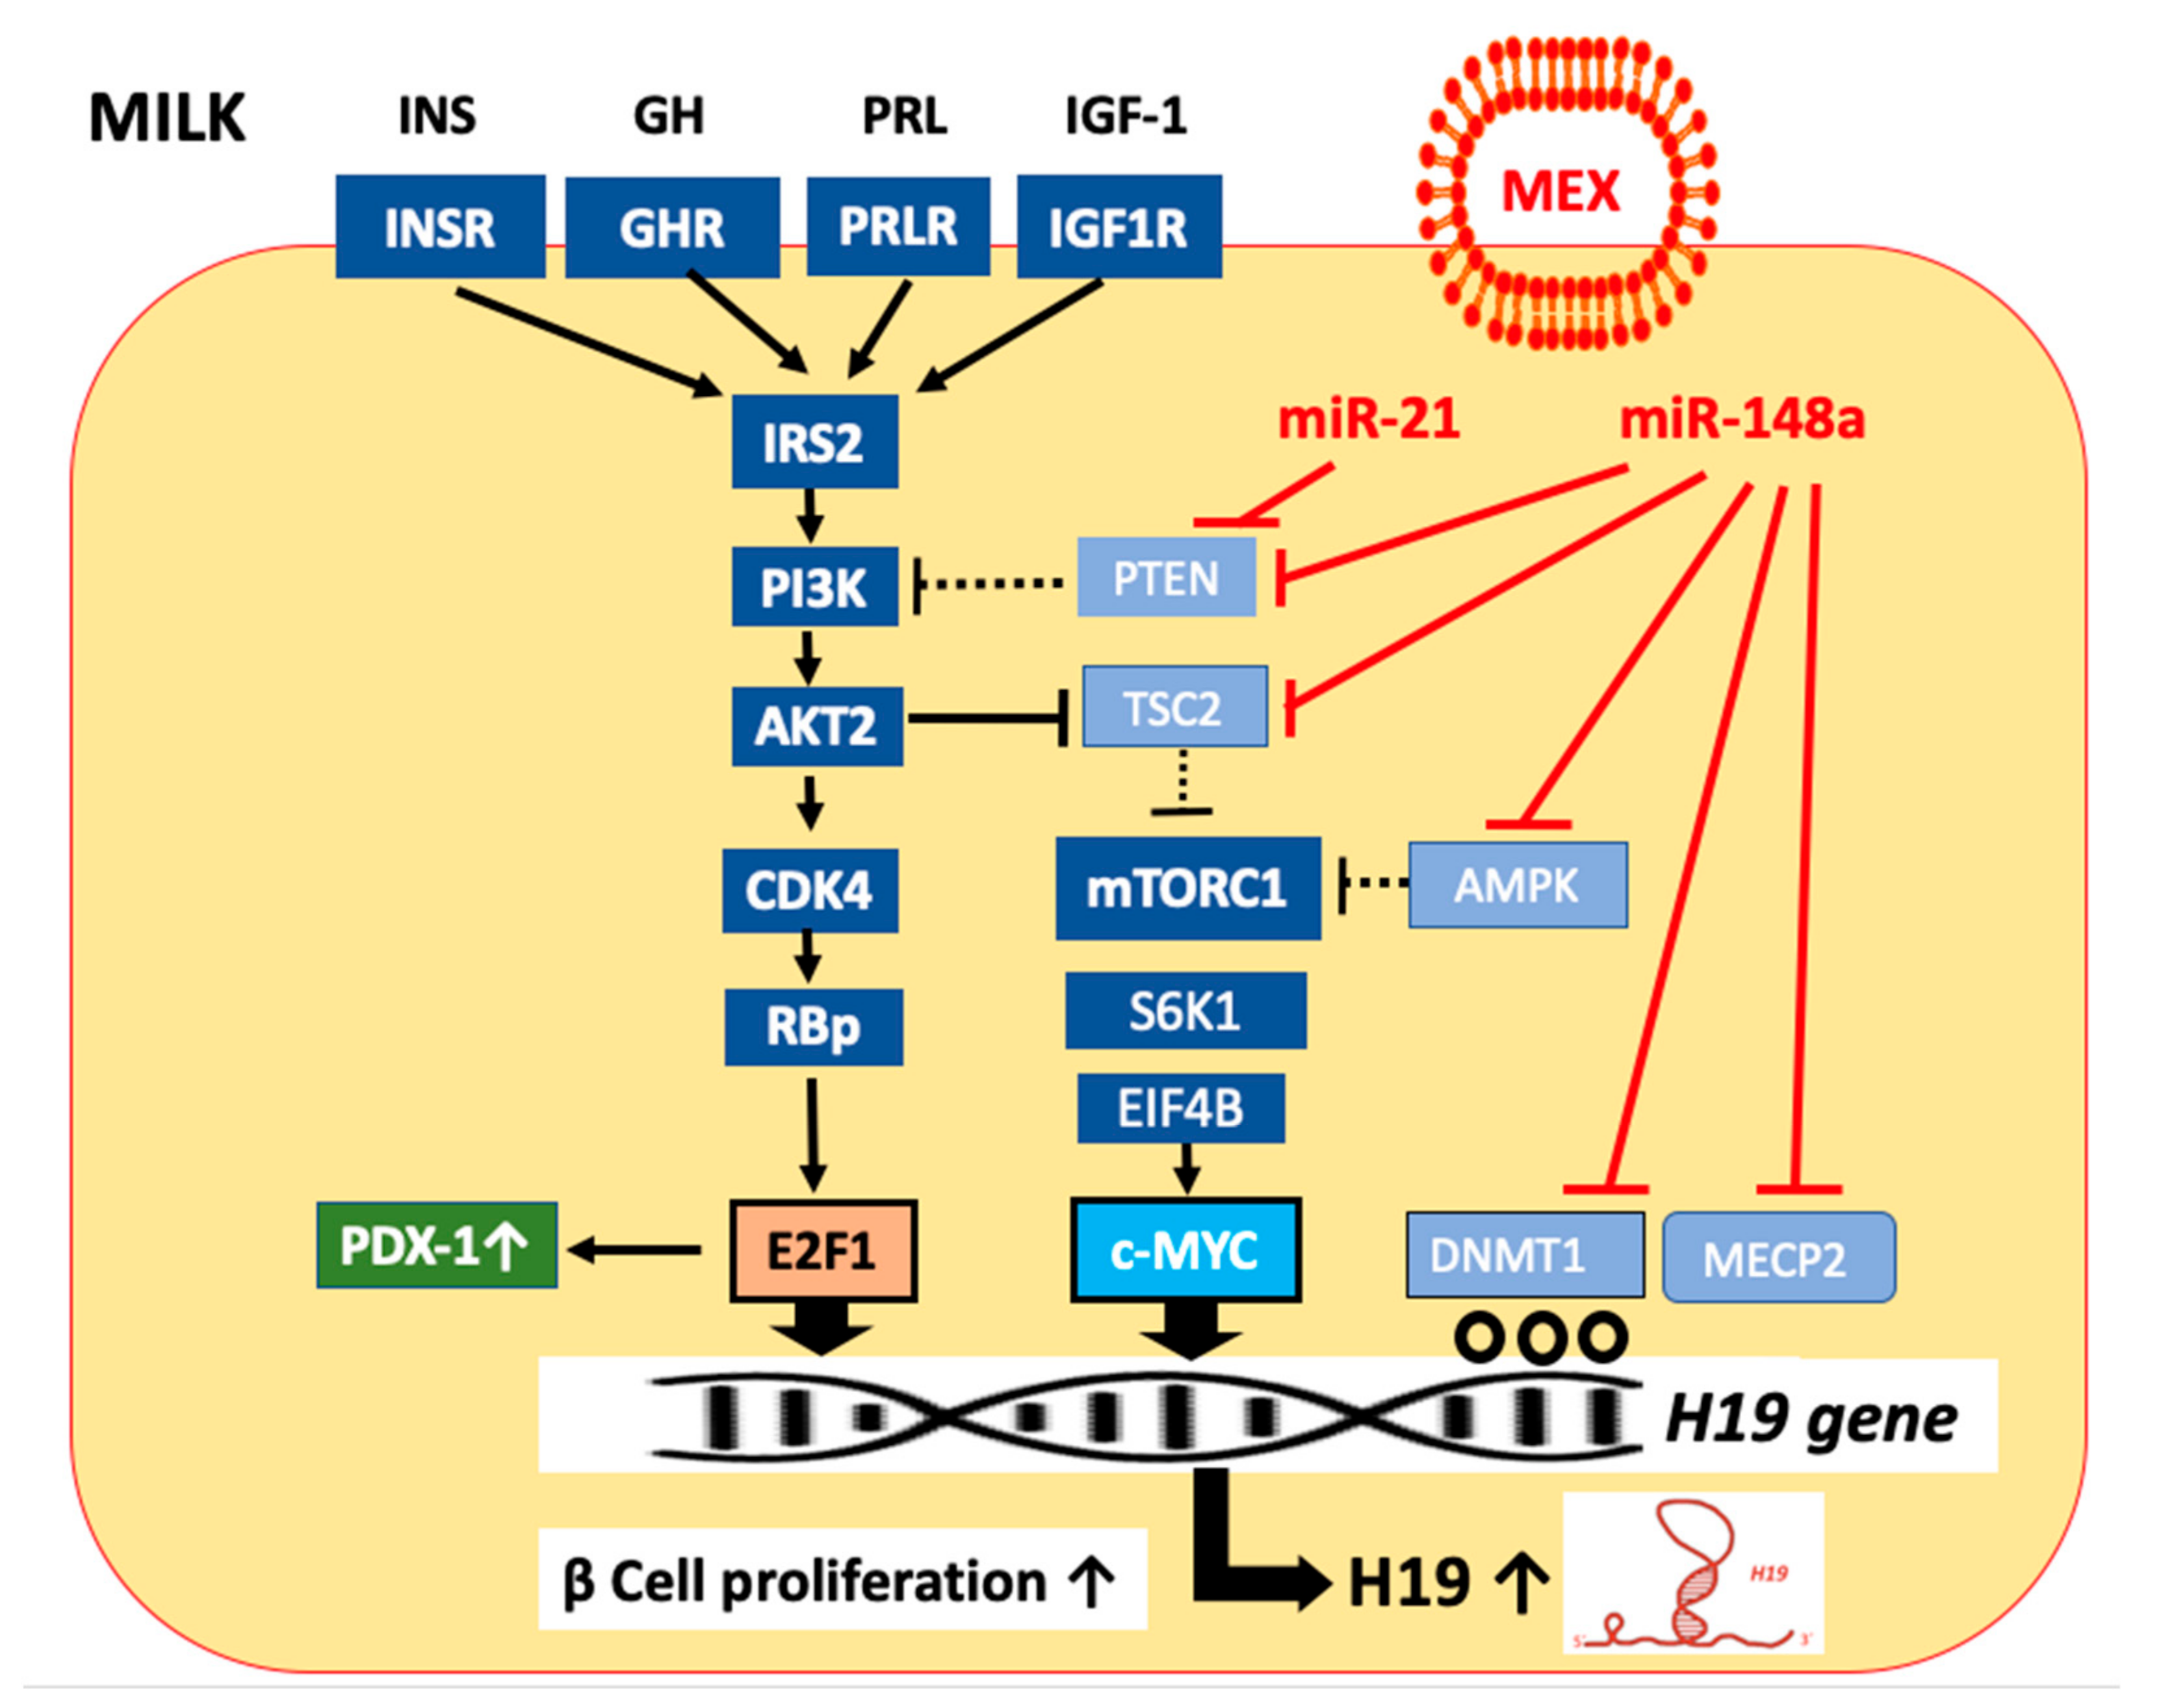 MILK INS GH PRL IGF-1
MEX
INSR GHR PRLR IGF1R
IRS2
miR-21 miR-148a
PI3K PTEN
AKT2 TSC2
CDK4 mTORC1 AMPK
RBp S6K1
EIF4B
PDX-1↑ E2F1 c-MYC DNMT1 MECP2
H19 gene
β Cell proliferation ↑ H19 ↑ H19
5´ 3´